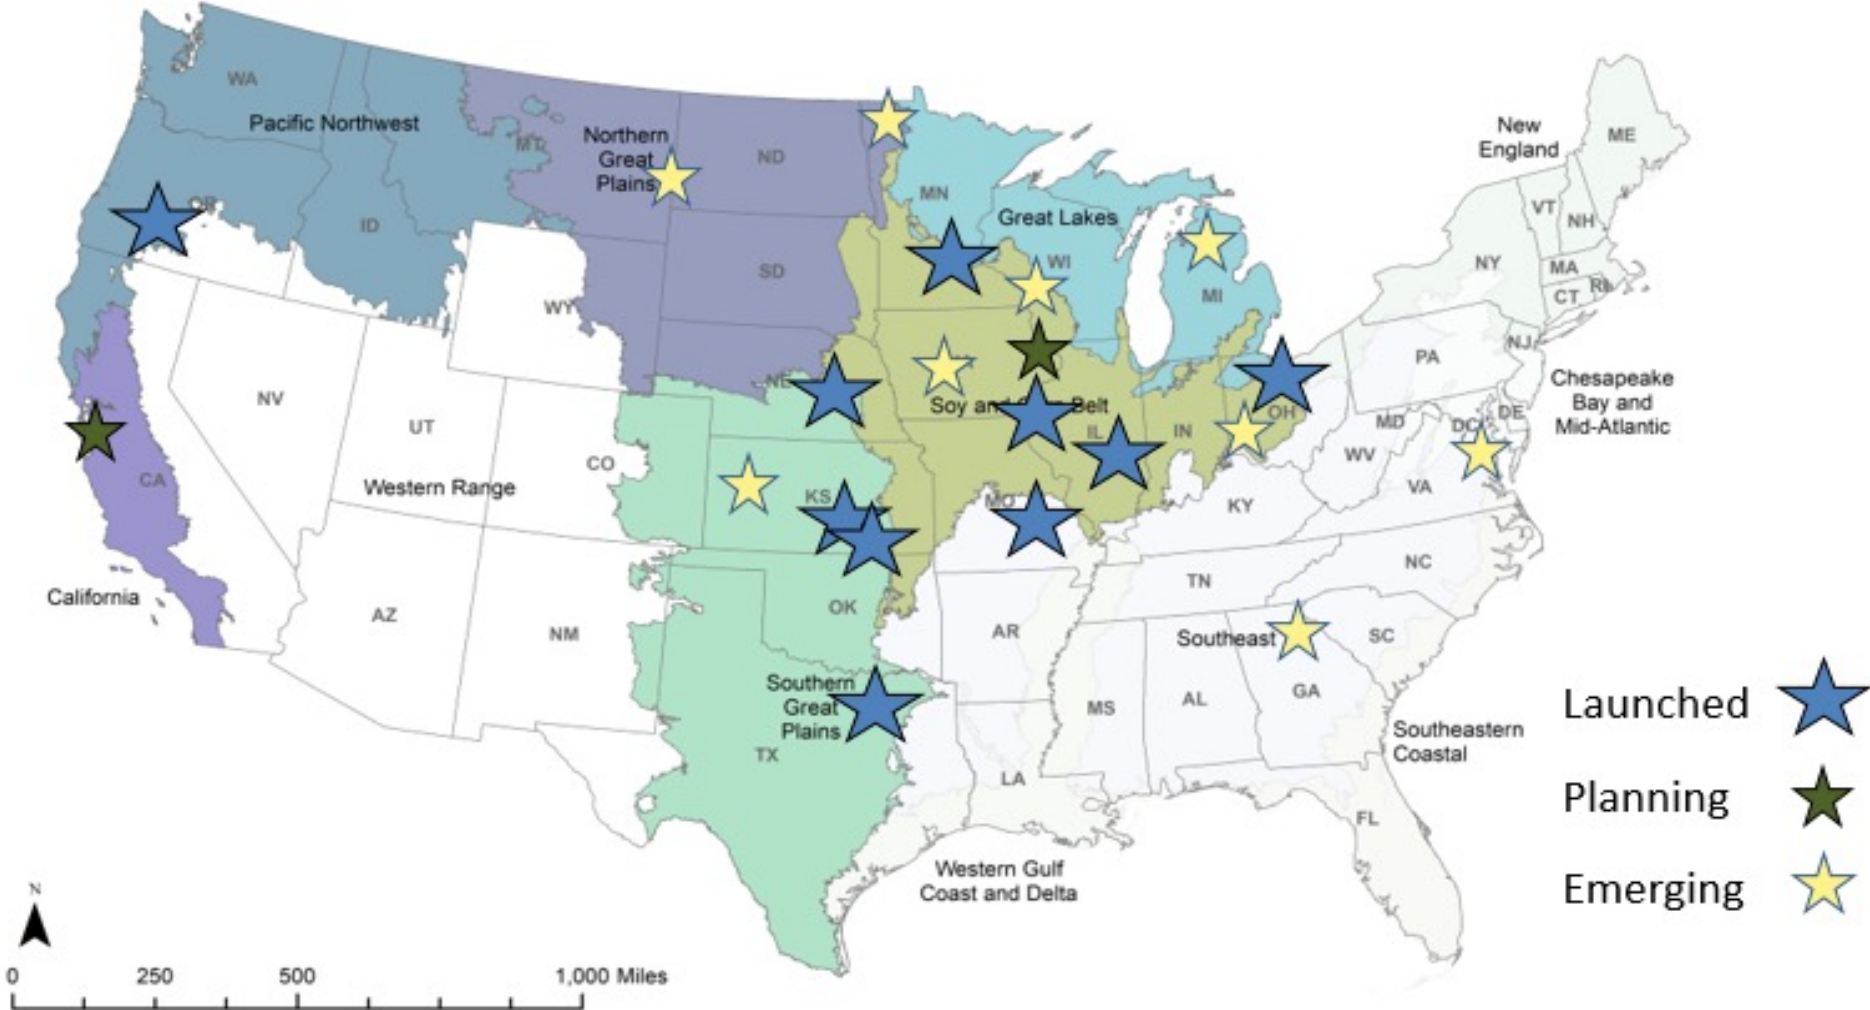 WA
Pacific Northwest
OR
ID
MT
Northern
Great
Plains
ND
SD
WY
NE
MN
Great Lakes
WI
MI
New
England
ME
VT
NH
NY
MA
CT
RI
PA
NJ
Chesapeake
Bay and
Mid-Atlantic
DE
MD
DC
WV
VA
OH
IN
IL
Soy and Corn Belt
NV
UT
CO
KS
MO
KY
CA
Western Range
California
AZ
NM
OK
AR
TN
NC
SC
Southeast
GA
AL
MS
LA
Southern
Great
Plains
TX
Southeastern
Coastal
FL
Western Gulf
Coast and Delta
Launched
Planning
Emerging
N
0 250 500 1,000 Miles